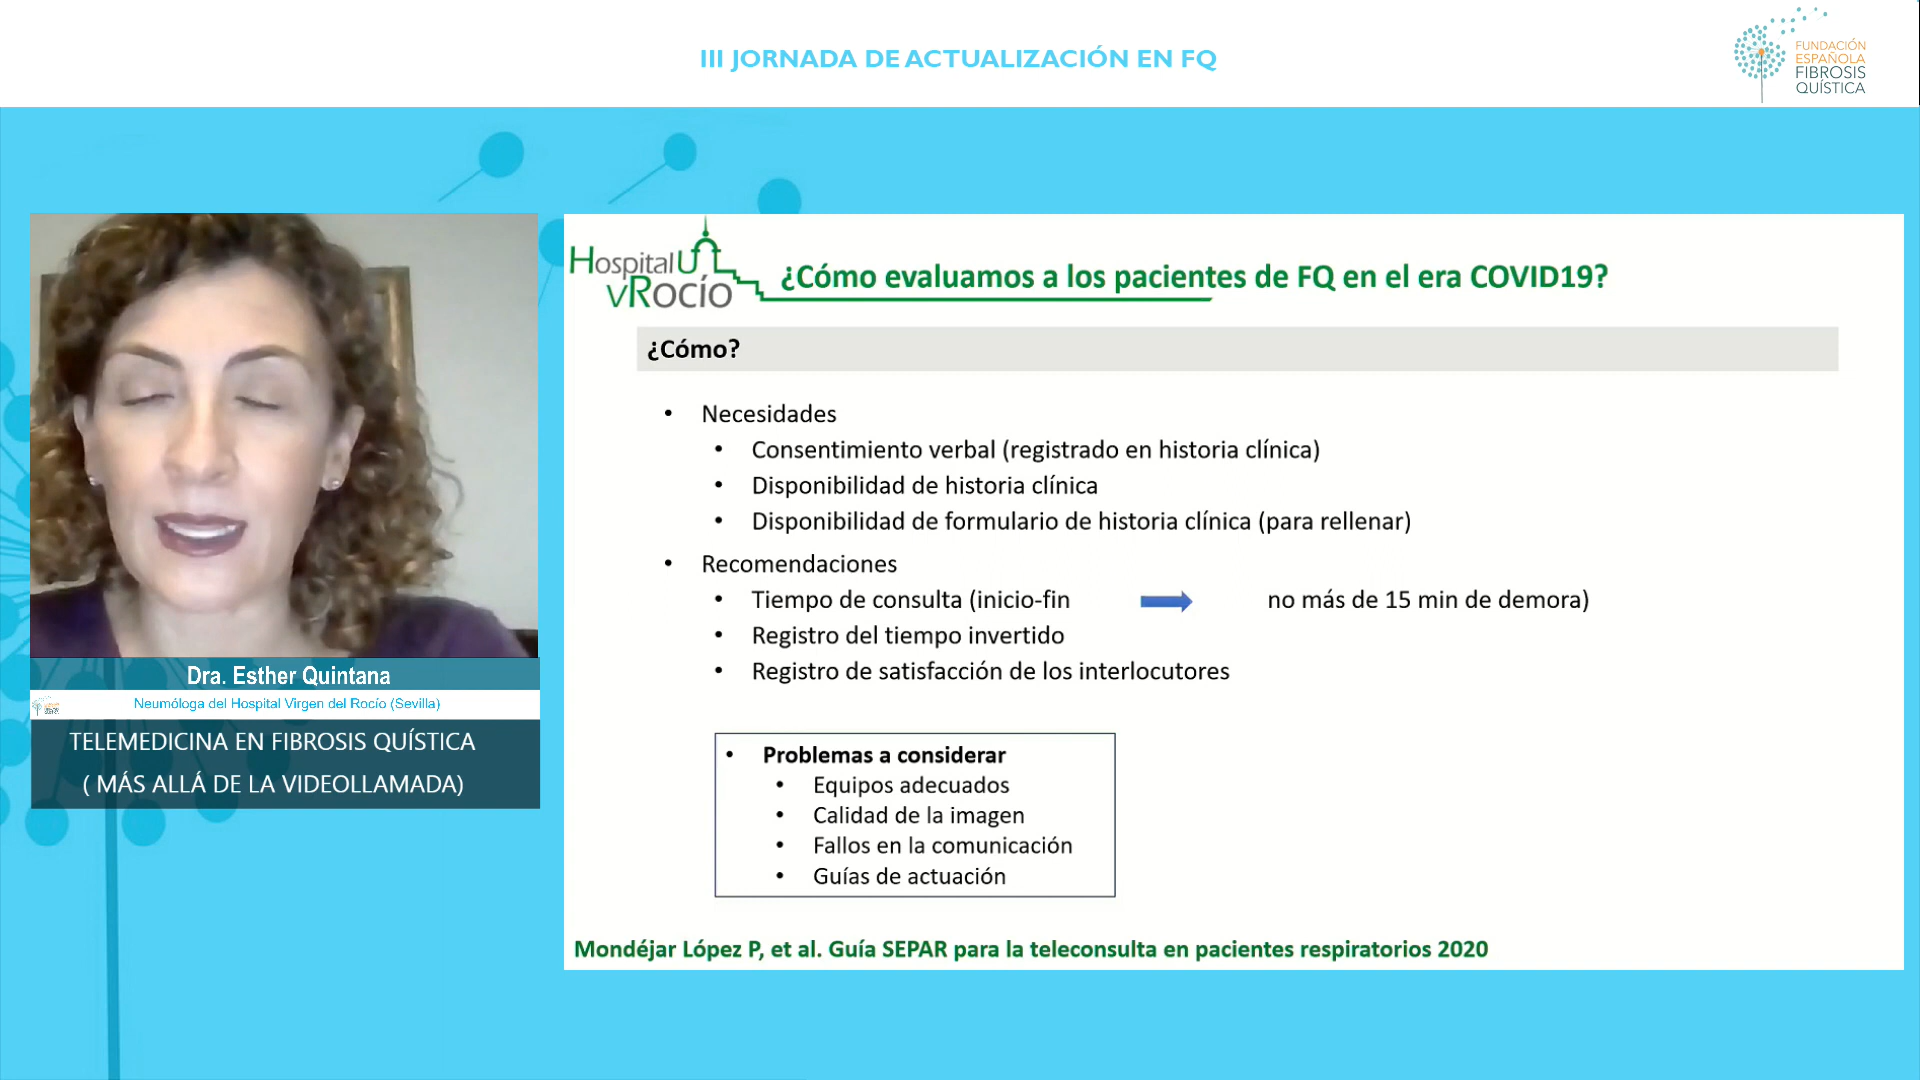 III JORNADA DE ACTUALIZACIÓN EN FQ
FUNDACIÓN
ESPAÑOLA
FIBROSIS
QUÍSTICA
HospitalU
vRocío
¿Cómo evaluamos a los pacientes de FQ en el era COVID19?
¿Cómo?
• Necesidades
• Consentimiento verbal (registrado en historia clínica)
• Disponibilidad de historia clínica
• Disponibilidad de formulario de historia clínica (para rellenar)
• Recomendaciones
• Tiempo de consulta (inicio-fin no más de 15 min de demora)
• Registro del tiempo invertido
• Registro de satisfacción de los interlocutores
• Problemas a considerar
• Equipos adecuados
• Calidad de la imagen
• Fallos en la comunicación
• Guías de actuación
Mondéjar López P, et al. Guía SEPAR para la teleconsulta en pacientes respiratorios 2020
Dra. Esther Quintana
Neumóloga del Hospital Virgen del Rocío (Sevilla)
TELEMEDICINA EN FIBROSIS QUÍSTICA
( MÁS ALLÁ DE LA VIDEOLLAMADA)